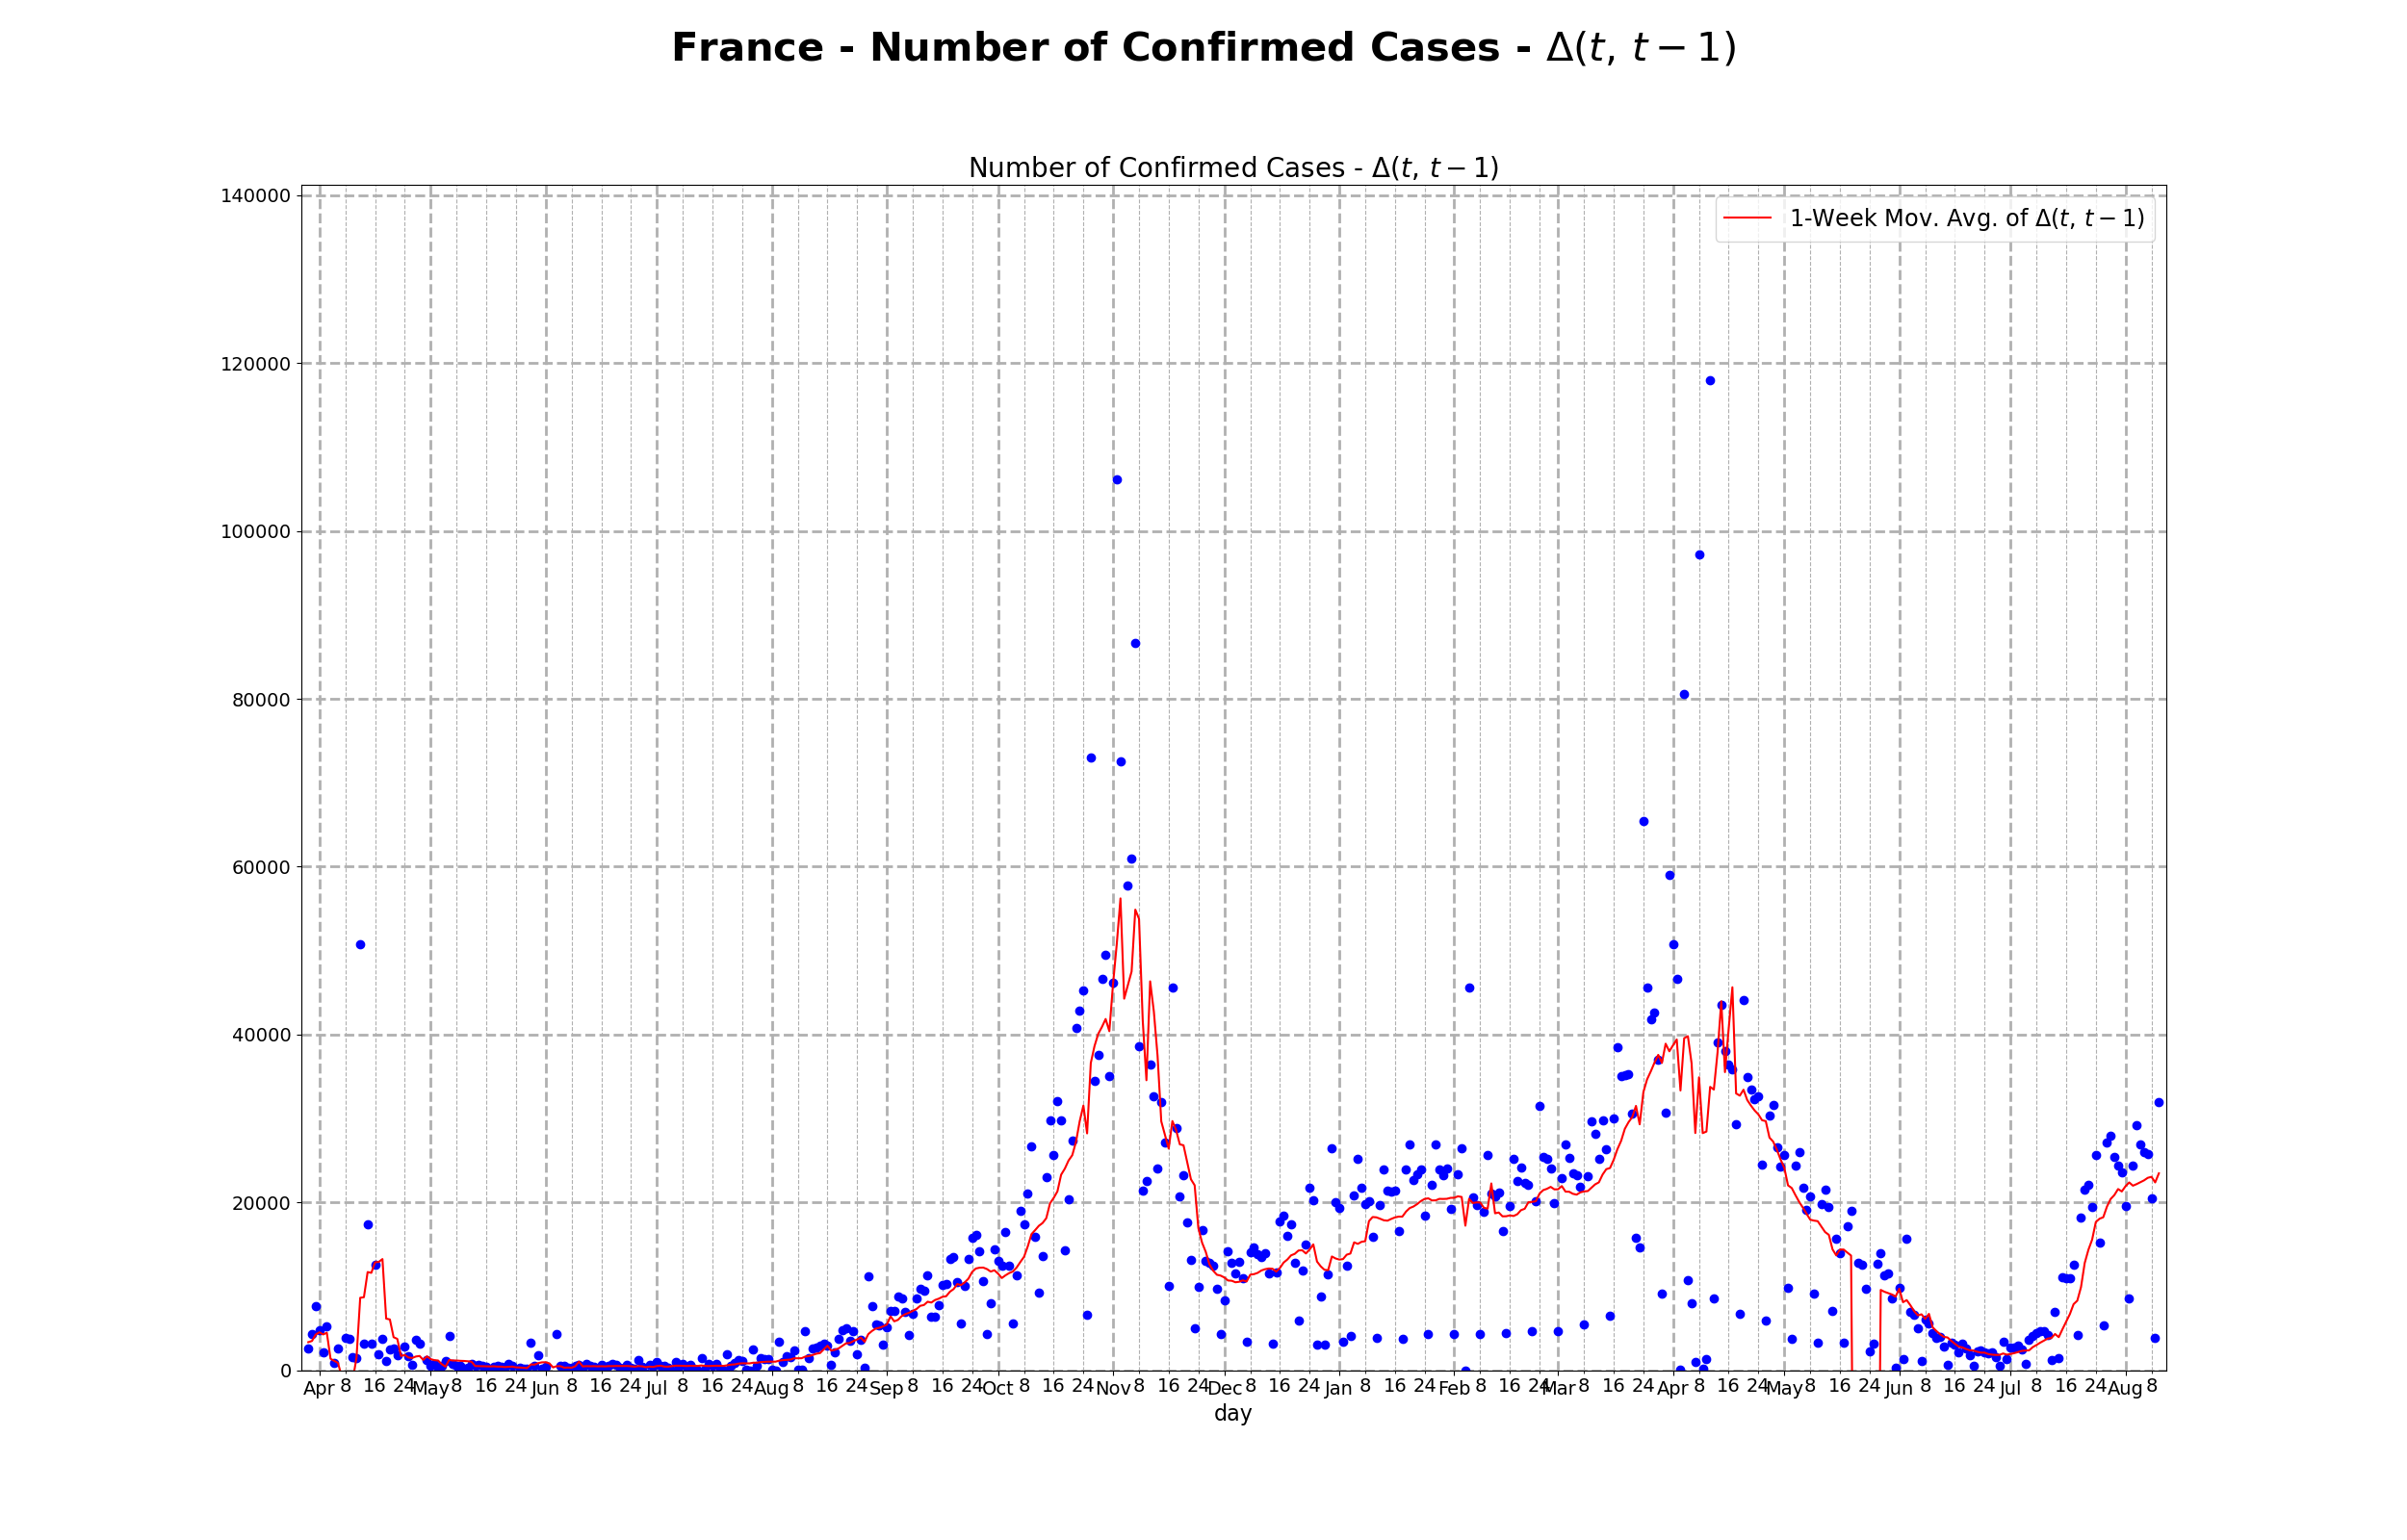 France - Number of Confirmed Cases - Δ(t, t − 1)
Number of Confirmed Cases - Δ(t, t − 1)
1-Week Mov. Avg. of Δ(t, t − 1)
140000
120000
100000
80000
60000
40000
20000
0
Apr 8 16 24 May 8 16 24 Jun 8 16 24 Jul 8 16 24 Aug 8 16 24 Sep 8 16 24 Oct 8 16 24 Nov 8 16 24 Dec 8 16 24 Jan 8 16 24 Feb 8 16 24 Mar 8 16 24 Apr 8 16 24 May 8 16 24 Jun 8 16 24 Jul 8 16 24 Aug 8
day